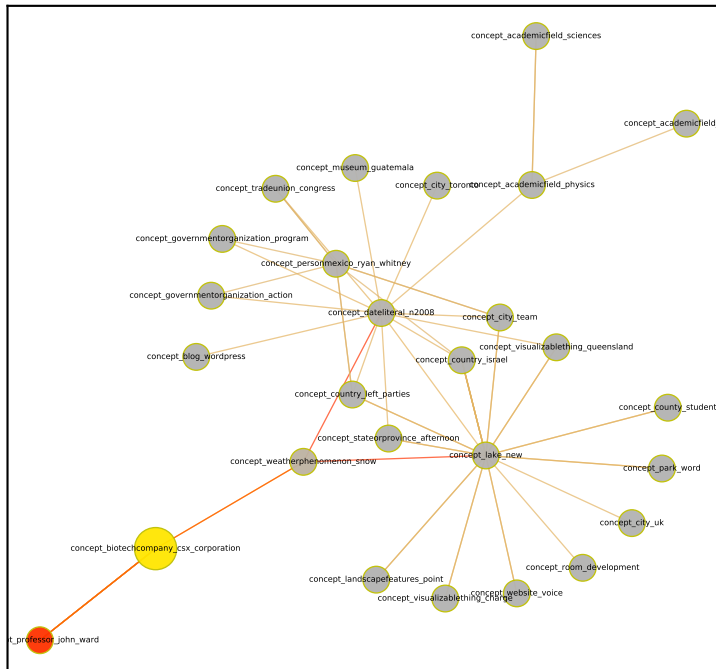 concept_academicfield_sciences
concept_academicfield
concept_museum_guatemala
concept_tradeunion_congress
concept_city_toronto
concept_academicfield_physics
concept_governmentorganization_program
concept_personmexico_ryan_whitney
concept_governmentorganization_action
concept_dateliteral_n2008
concept_city_team
concept_blog_wordpress
concept_country_israel
concept_visualizablething_queensland
concept_country_left_parties
concept_county_student
concept_stateorprovince_afternoon
concept_lake_new
concept_weatherphenomenon_snow
concept_park_word
concept_city_uk
concept_biotechcompany_csx_corporation
concept_room_development
concept_landscapefeatures_point
concept_website_voice
concept_visualizablething_charge
pt_professor_john_ward